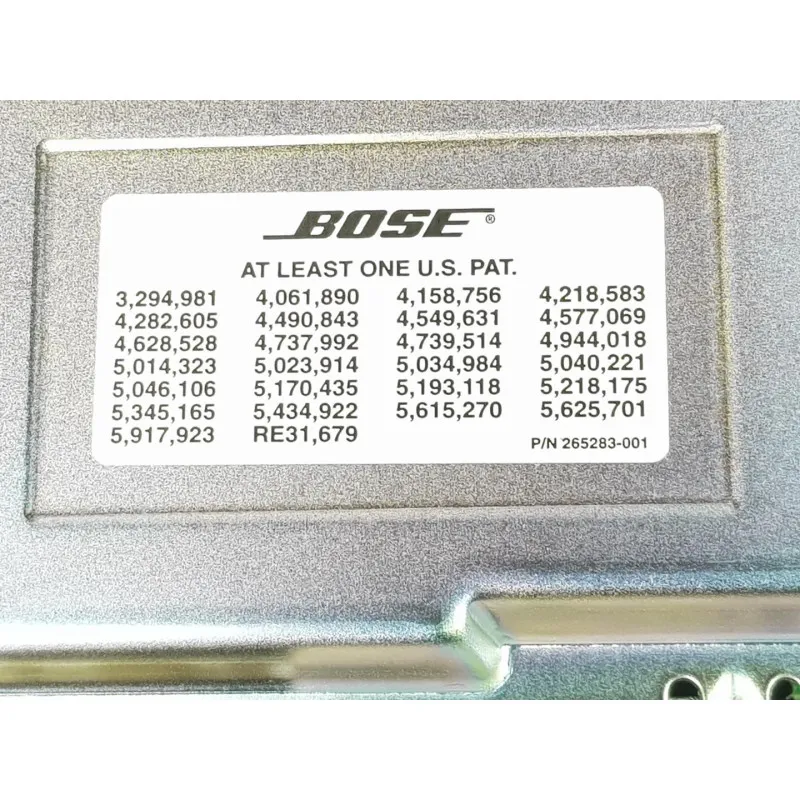 BOSE®
AT LEAST ONE U.S. PAT.
3,294,981 4,061,890 4,158,756 4,218,583
4,282,605 4,490,843 4,549,631 4,577,069
4,628,528 4,737,992 4,739,514 4,944,018
5,014,323 5,023,914 5,034,984 5,040,221
5,046,106 5,170,435 5,193,118 5,218,175
5,345,165 5,434,922 5,615,270 5,625,701
5,917,923 RE31,679 P/N 265283-001